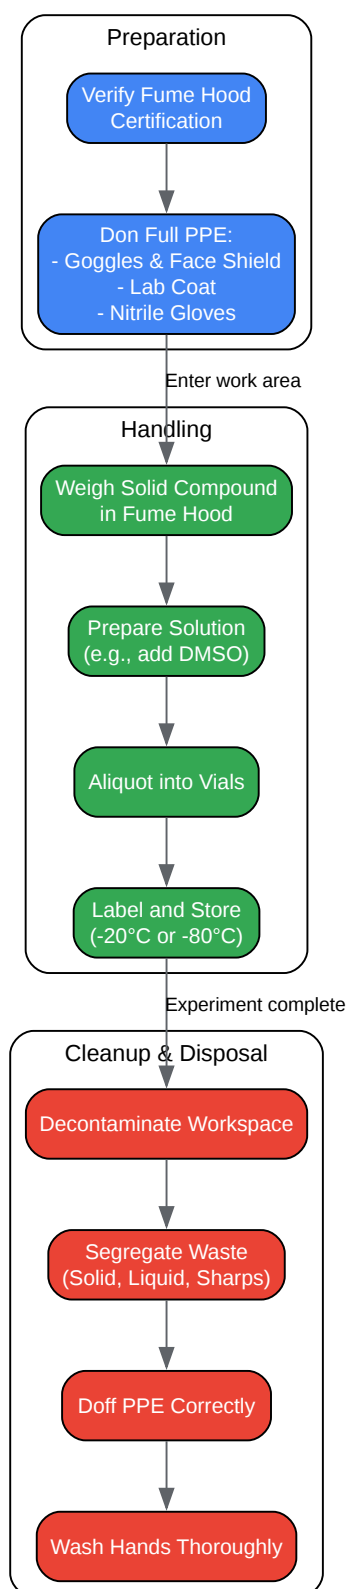 Preparation
Verify Fume Hood
Certification
Don Full PPE:
- Goggles & Face Shield
- Lab Coat
- Nitrile Gloves
Enter work area
Handling
Weigh Solid Compound
in Fume Hood
Prepare Solution
(e.g., add DMSO)
Aliquot into Vials
Label and Store
(-20°C or -80°C)
Experiment complete
Cleanup & Disposal
Decontaminate Workspace
Segregate Waste
(Solid, Liquid, Sharps)
Doff PPE Correctly
Wash Hands Thoroughly